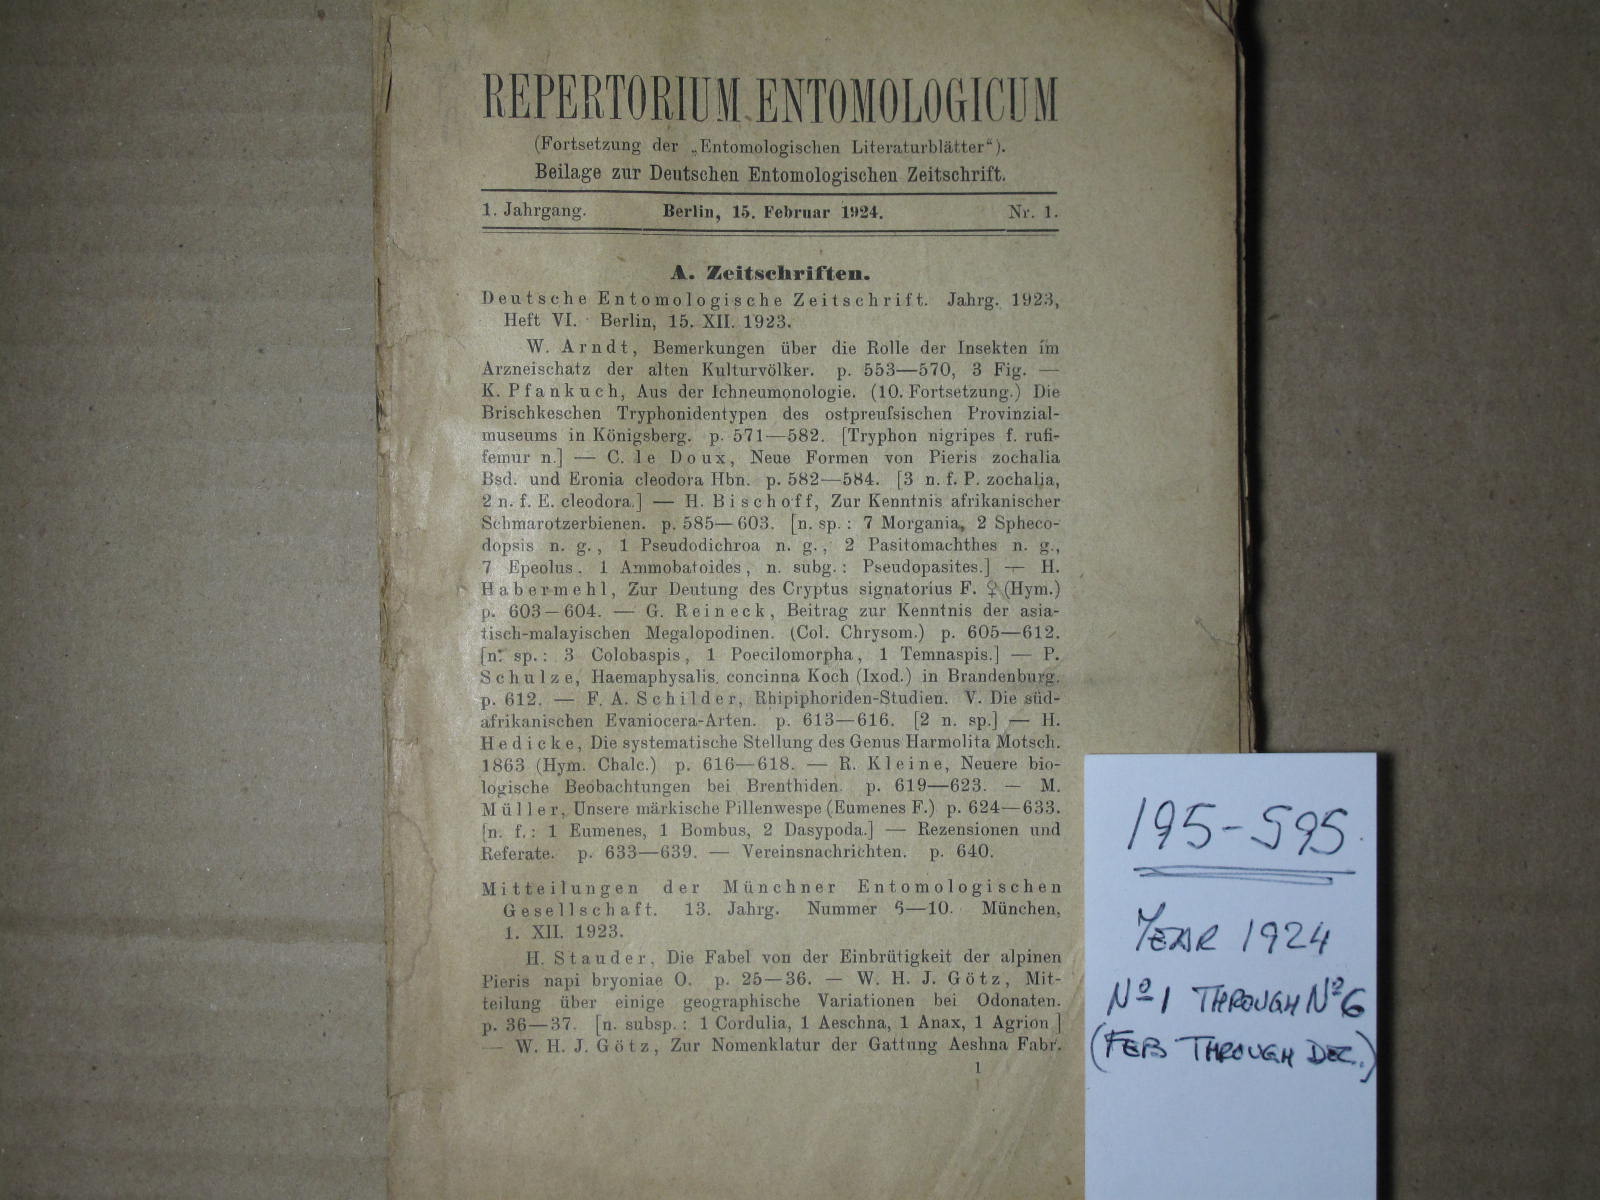 REPERTORIUM ENTOMOLOGICUM
(Fortsetzung der „Entomologischen Literaturblätter“).
Beilage zur Deutschen Entomologischen Zeitschrift.
1. Jahrgang. Berlin, 15. Februar 1924. Nr. 1.
A. Zeitschriften.
Deutsche Entomologische Zeitschrift. Jahrg. 1923,
Heft VI. Berlin, 15. XII. 1923.
W. Arndt, Bemerkungen über die Rolle der Insekten im
Arzneischatz der alten Kulturvölker. p. 553—570, 3 Fig. —
K. Pfankuch, Aus der Ichneumonologie. (10. Fortsetzung.) Die
Brischkeschen Tryphonidentypen des ostpreufsischen Provinzial-
museums in Königsberg. p. 571—582. [Tryphon nigripes f. rufi-
femur n.] — C. le Doux, Neue Formen von Pieris zochalia
Bsd. und Eronia cleodora Hbn. p. 582—584. [3 n. f. P. zochalia,
2 n. f. E. cleodora.] — H. Bischoff, Zur Kenntnis afrikanischer
Schmarotzerbienen. p. 585—603. [n. sp.: 7 Morgania, 2 Spheco-
dopsis n. g., 1 Pseudodichroa n. g., 2 Pasitomachthes n. g.,
7 Epeolus. 1 Ammobatoides, n. subg.: Pseudopasites.] — H.
Habermehl, Zur Deutung des Cryptus signatorius F. ♀ (Hym.)
p. 603—604. — G. Reineck, Beitrag zur Kenntnis der asia-
tisch-malayischen Megalopodinen. (Col. Chrysom.) p. 605—612.
[n. sp.: 3 Colobaspis, 1 Poecilomorpha, 1 Temnaspis.] — P.
Schulze, Haemaphysalis concinna Koch (Ixod.) in Brandenburg.
p. 612. — F. A. Schilder, Rhipiphoriden-Studien. V. Die süd-
afrikanischen Evaniocera-Arten. p. 613—616. [2 n. sp.] — H.
Hedicke, Die systematische Stellung des Genus Harmolita Motsch.
1863 (Hym. Chalc.) p. 616—618. — R. Kleine, Neuere bio-
logische Beobachtungen bei Brenthiden. p. 619—623. — M.
Müller, Unsere märkische Pillenwespe (Eumenes F.) p. 624—633.
[n. f.: 1 Eumenes, 1 Bombus, 2 Dasypoda.] — Rezensionen und
Referate. p. 633—639. — Vereinsnachrichten. p. 640.
Mitteilungen der Münchner Entomologischen
Gesellschaft. 13. Jahrg. Nummer 6—10. München,
1. XII. 1923.
H. Stauder, Die Fabel von der Einbrütigkeit der alpinen
Pieris napi bryoniae O. p. 25—36. — W. H. J. Götz, Mit-
teilung über einige geographische Variationen bei Odonaten.
p. 36—37. [n. subsp.: 1 Cordulia, 1 Aeschna, 1 Anax, 1 Agrion]
— W. H. J. Götz, Zur Nomenklatur der Gattung Aeshna Fabr.
1
195-595
YEAR 1924
Nº1 THROUGH Nº6
(FEB THROUGH DEC.)